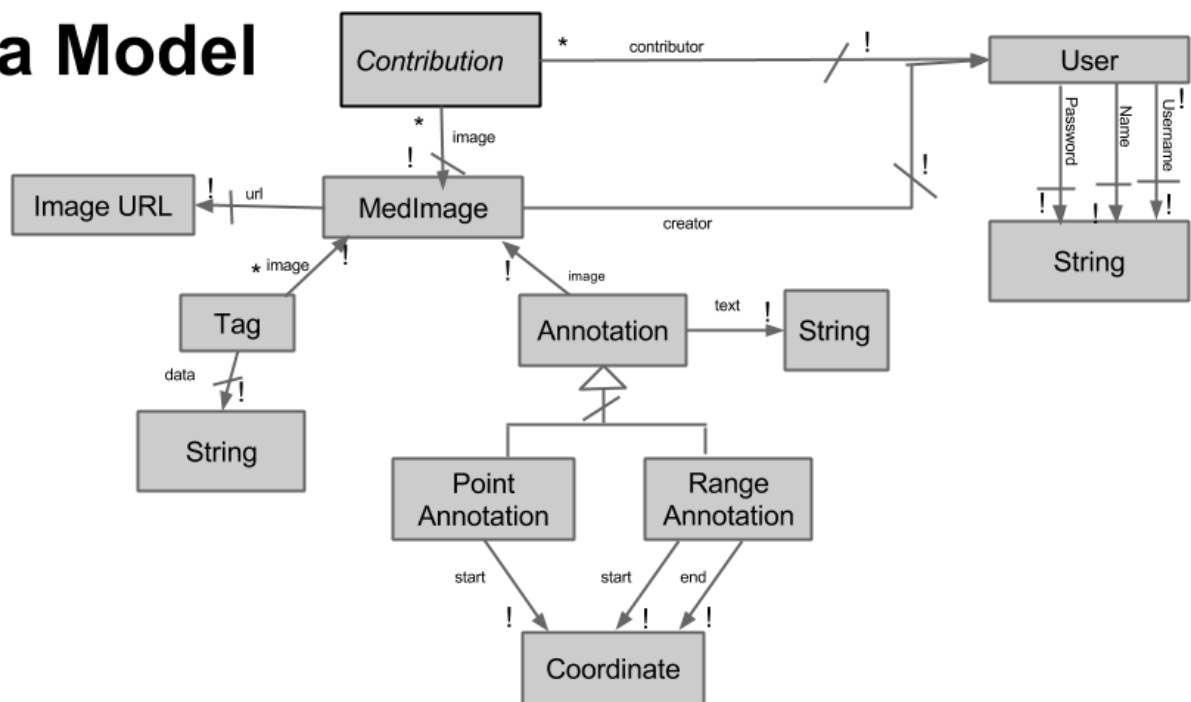 a Model
Contribution
*
contributor
!
User
!
Password
Name
Username
*
image
!
!
Image URL
!
url
MedImage
creator
!
!
!
String
* image
!
!
image
Tag
Annotation
text
!
String
data
!
String
Point
Annotation
Range
Annotation
start
start
end
!
!
!
Coordinate